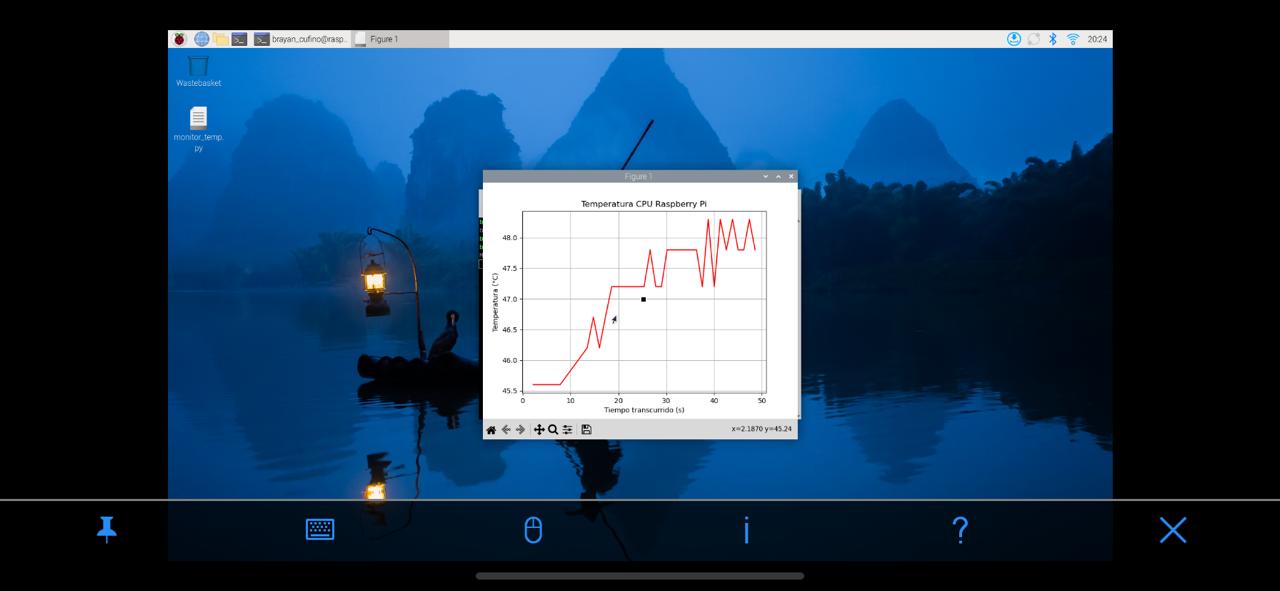 brayan_cufino@rasp..
Figure 1
20:24
Wastebasket
monitor_temp.
py
Figure 1
Temperatura CPU Raspberry Pi
48.0
47.5
47.0
46.5
46.0
45.5
Temperatura (°C)
0 10 20 30 40 50
Tiempo transcurrido (s)
x=2.1870 y=45.24
i
?